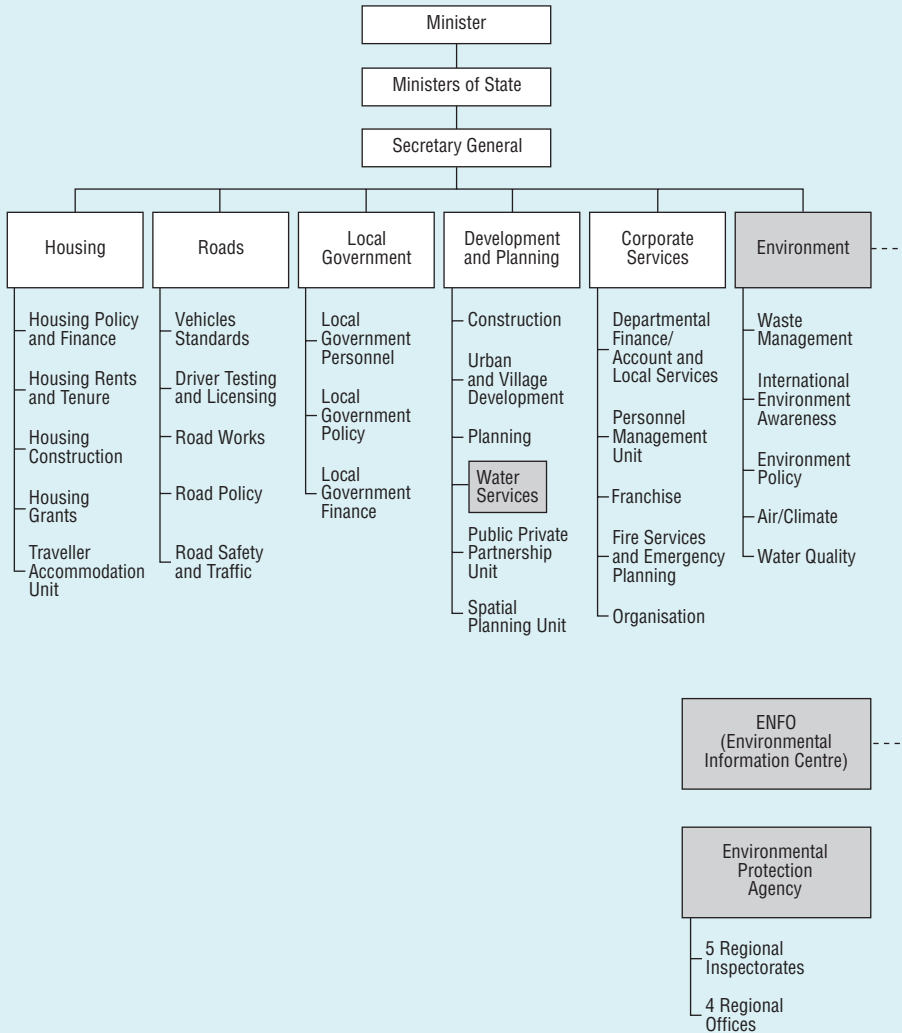 Minister
Ministers of State
Secretary General
Housing
Housing Policy
and Finance
Housing Rents
and Tenure
Housing
Construction
Housing
Grants
Traveller
Accommodation
Unit
Roads
Vehicles
Standards
Driver Testing
and Licensing
Road Works
Road Policy
Road Safety
and Traffic
Local
Government
Local
Government
Personnel
Local
Government
Policy
Local
Government
Finance
Development
and Planning
Construction
Urban
and Village
Development
Planning
Water
Services
Public Private
Partnership
Unit
Spatial
Planning Unit
Corporate
Services
Departmental
Finance/
Account and
Local Services
Personnel
Management
Unit
Franchise
Fire Services
and Emergency
Planning
Organisation
Environment
Waste
Management
International
Environment
Awareness
Environment
Policy
Air/Climate
Water Quality
ENFO
(Environmental
Information Centre)
Environmental
Protection
Agency
5 Regional
Inspectorates
4 Regional
Offices